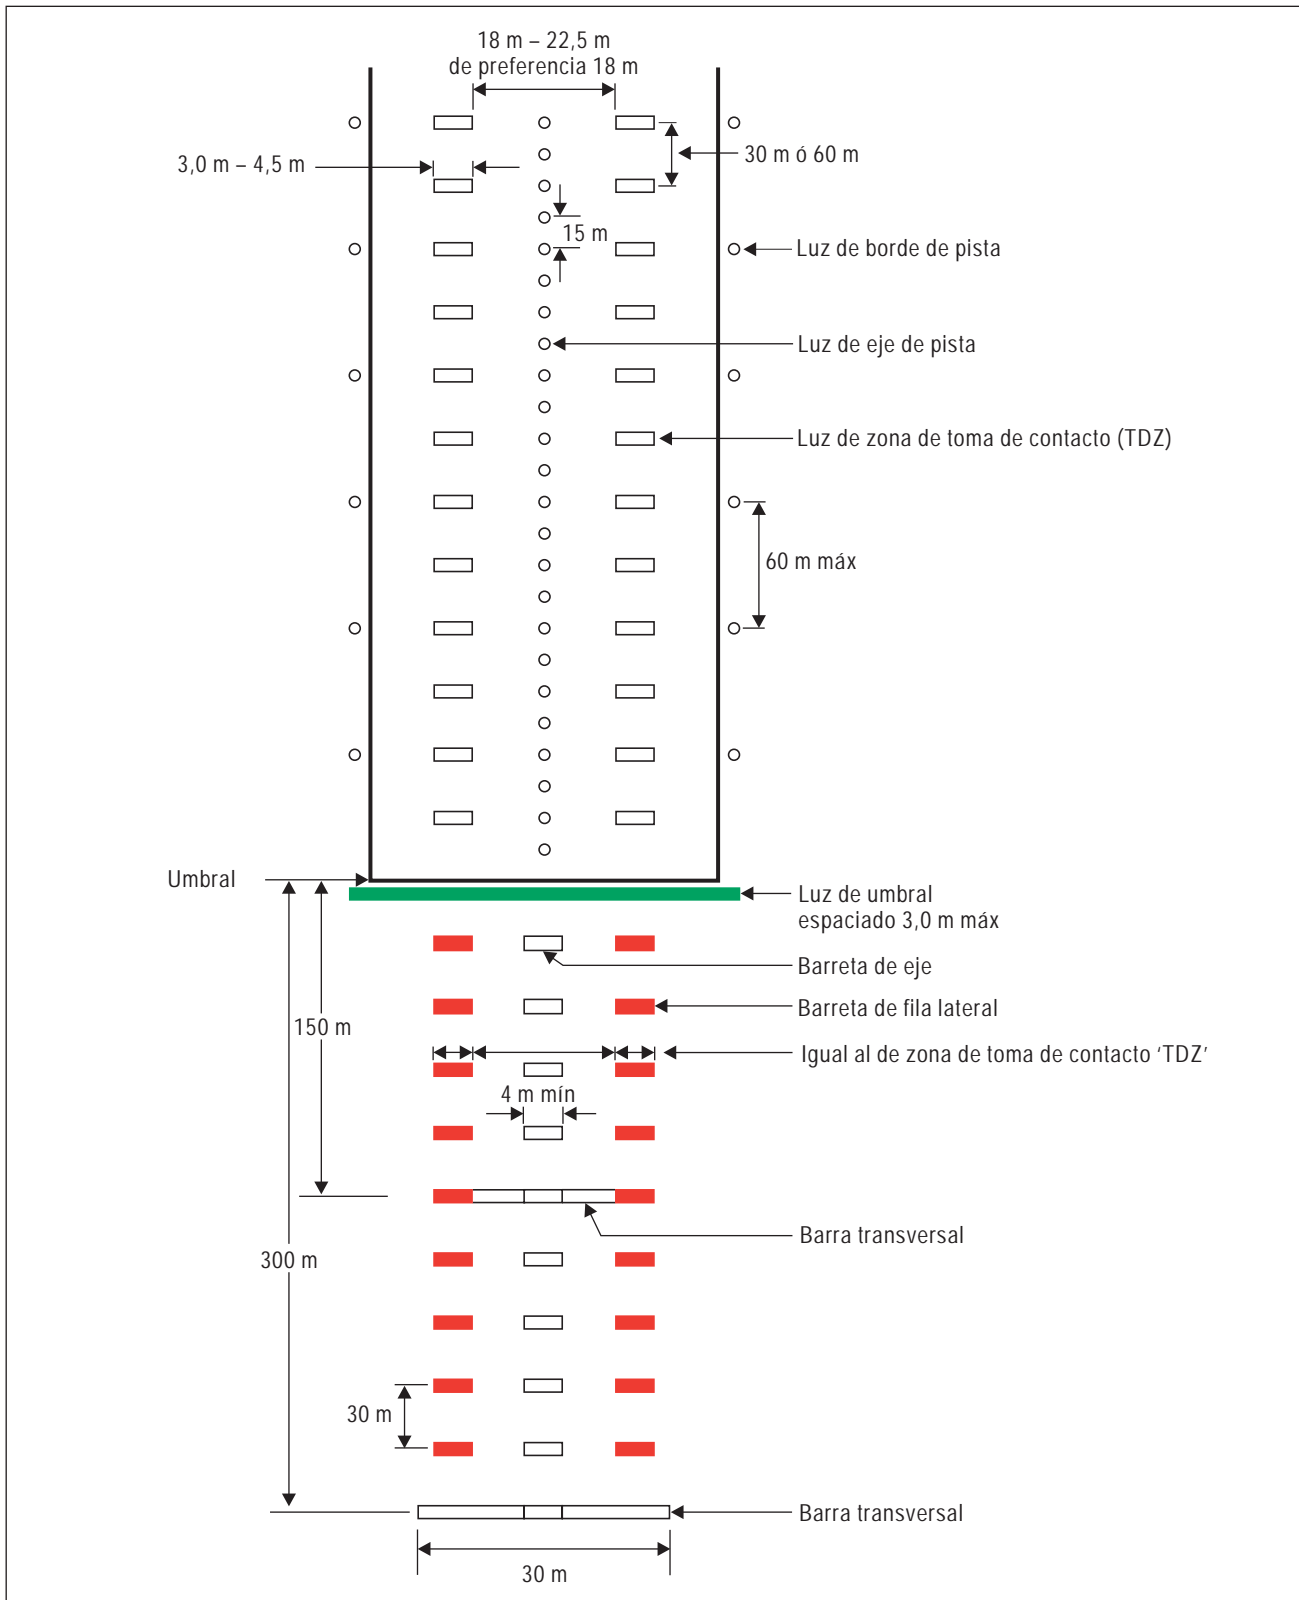 18 m – 22,5 m
de preferencia 18 m
3,0 m – 4,5 m
30 m ó 60 m
15 m
Luz de borde de pista
Luz de eje de pista
Luz de zona de toma de contacto (TDZ)
60 m máx
Umbral
Luz de umbral
espaciado 3,0 m máx
Barreta de eje
Barreta de fila lateral
150 m
Igual al de zona de toma de contacto ‘TDZ’
4 m mín
Barra transversal
300 m
30 m
Barra transversal
30 m